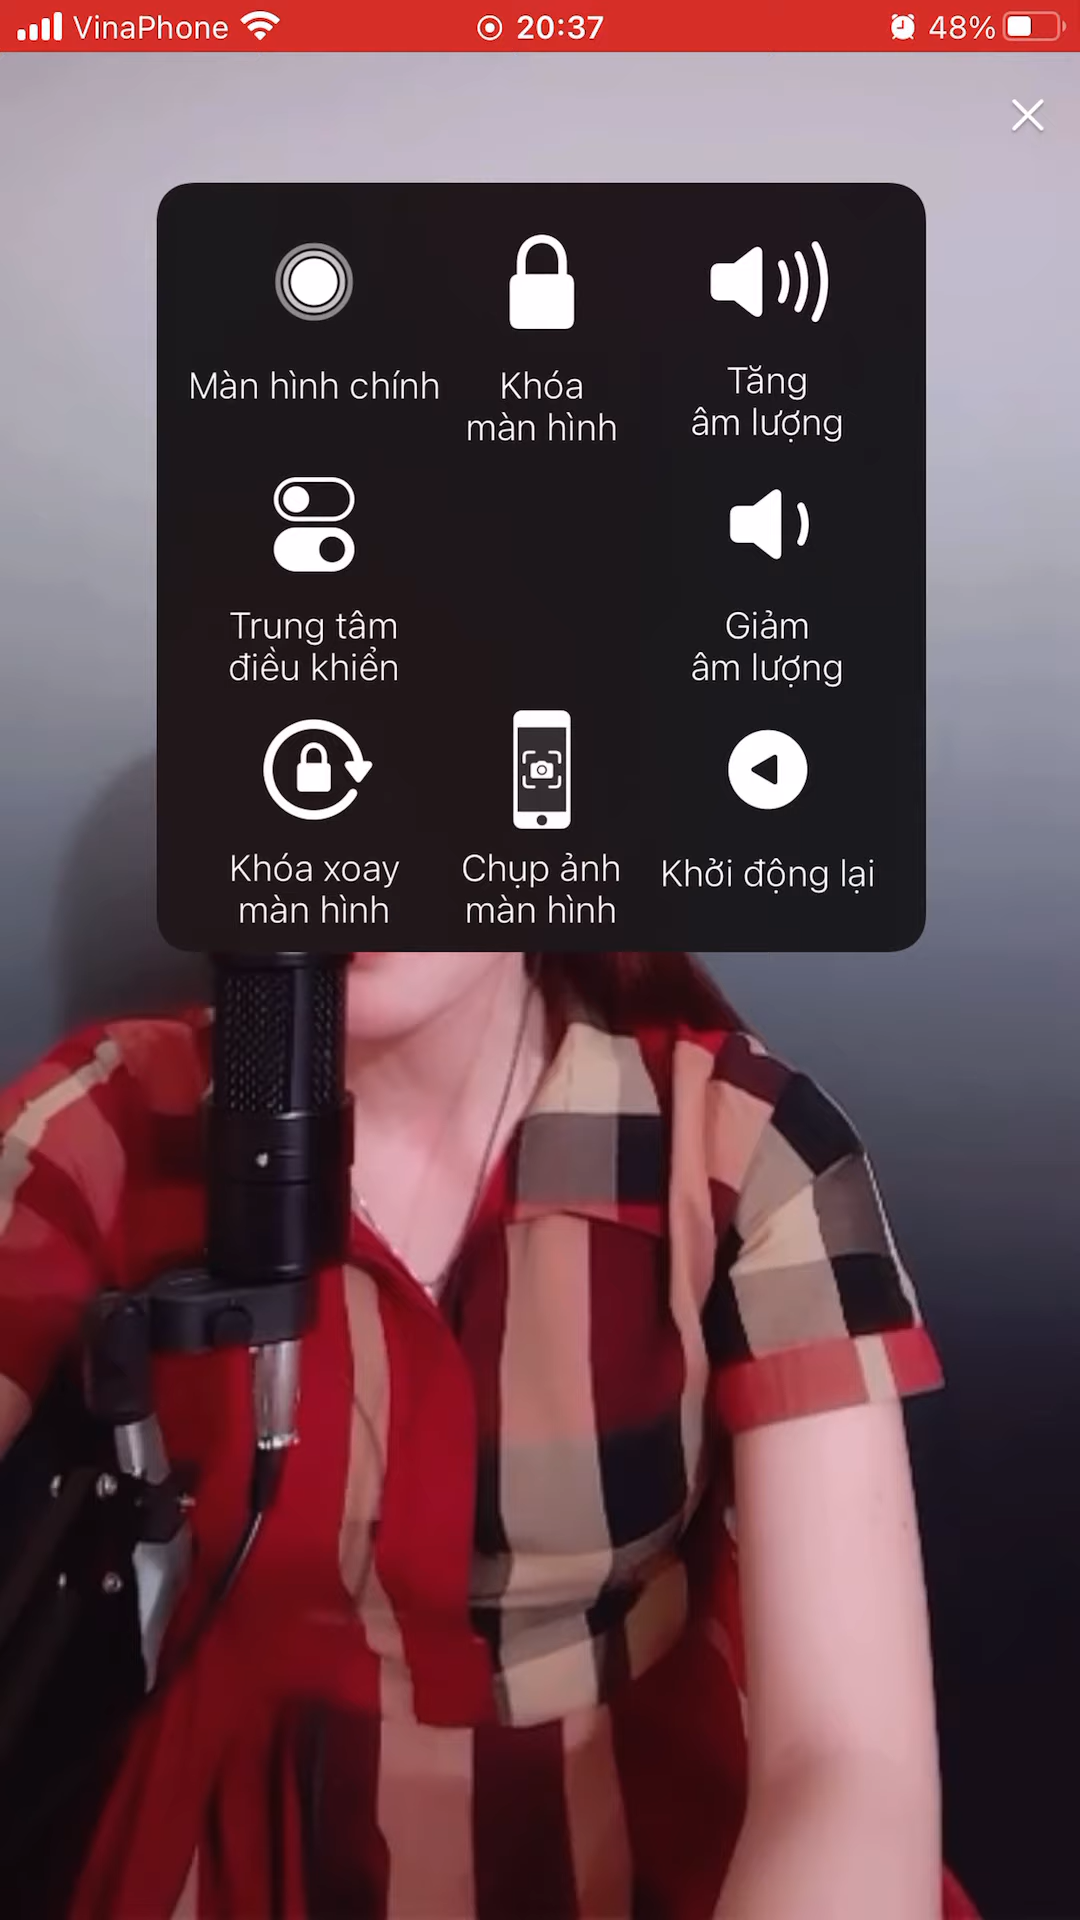 VinaPhone 20:37 48%
Màn hình chính
Khóa
màn hình
Tăng
âm lượng
Trung tâm
điều khiển
Giảm
âm lượng
Khóa xoay
màn hình
Chụp ảnh
màn hình
Khởi động lại